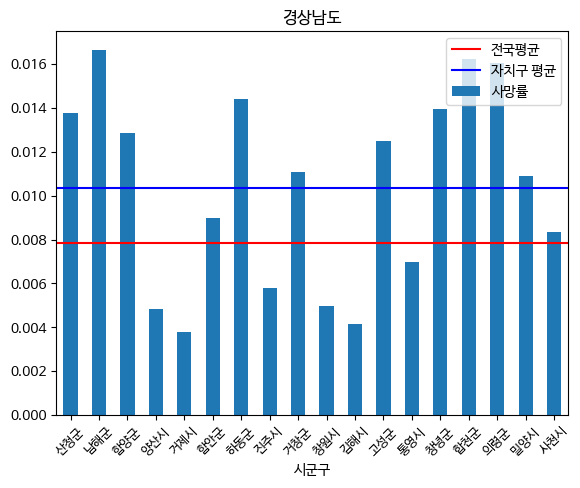 경상남도
전국평균
자치구 평균
사망률
0.016
0.014
0.012
0.010
0.008
0.006
0.004
0.002
0.000
산청군 남해군 함양군 양산시 거제시 함안군 하동군 진주시 거창군 창원시 김해시 고성군 통영시 창녕군 합천군 의령군 밀양시 사천시
시군구